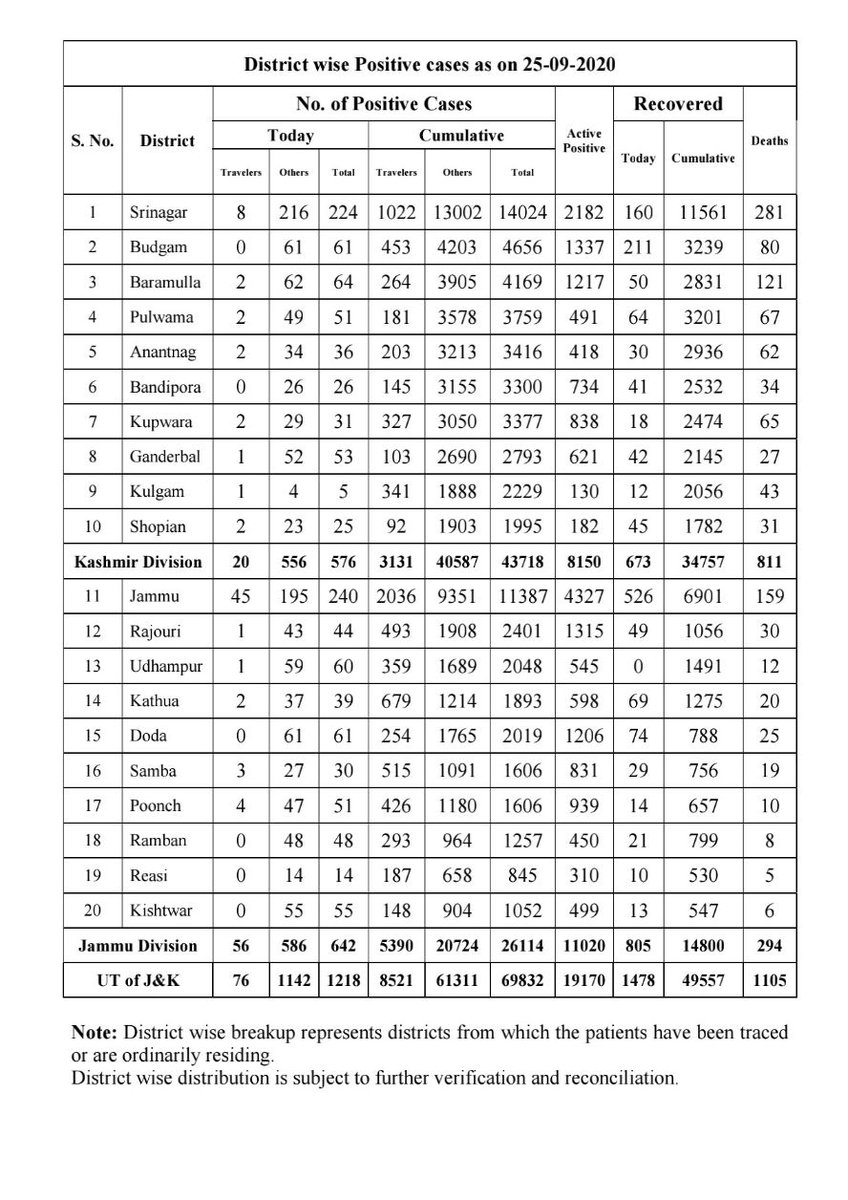 District wise Positive cases as on 25-09-2020
S. No. District No. of Positive Cases Active Positive Recovered Deaths
Today Cumulative Today Cumulative
Travelers Others Total Travelers Others Total
1 Srinagar 8 216 224 1022 13002 14024 2182 160 11561 281
2 Budgam 0 61 61 453 4203 4656 1337 211 3239 80
3 Baramulla 2 62 64 264 3905 4169 1217 50 2831 121
4 Pulwama 2 49 51 181 3578 3759 491 64 3201 67
5 Anantnag 2 34 36 203 3213 3416 418 30 2936 62
6 Bandipora 0 26 26 145 3155 3300 734 41 2532 34
7 Kupwara 2 29 31 327 3050 3377 838 18 2474 65
8 Ganderbal 1 52 53 103 2690 2793 621 42 2145 27
9 Kulgam 1 4 5 341 1888 2229 130 12 2056 43
10 Shopian 2 23 25 92 1903 1995 182 45 1782 31
Kashmir Division 20 556 576 3131 40587 43718 8150 673 34757 811
11 Jammu 45 195 240 2036 9351 11387 4327 526 6901 159
12 Rajouri 1 43 44 493 1908 2401 1315 49 1056 30
13 Udhampur 1 59 60 359 1689 2048 545 0 1491 12
14 Kathua 2 37 39 679 1214 1893 598 69 1275 20
15 Doda 0 61 61 254 1765 2019 1206 74 788 25
16 Samba 3 27 30 515 1091 1606 831 29 756 19
17 Poonch 4 47 51 426 1180 1606 939 14 657 10
18 Ramban 0 48 48 293 964 1257 450 21 799 8
19 Reasi 0 14 14 187 658 845 310 10 530 5
20 Kishtwar 0 55 55 148 904 1052 499 13 547 6
Jammu Division 56 586 642 5390 20724 26114 11020 805 14800 294
UT of J&K 76 1142 1218 8521 61311 69832 19170 1478 49557 1105
Note: District wise breakup represents districts from which the patients have been traced
or are ordinarily residing.
District wise distribution is subject to further verification and reconciliation.